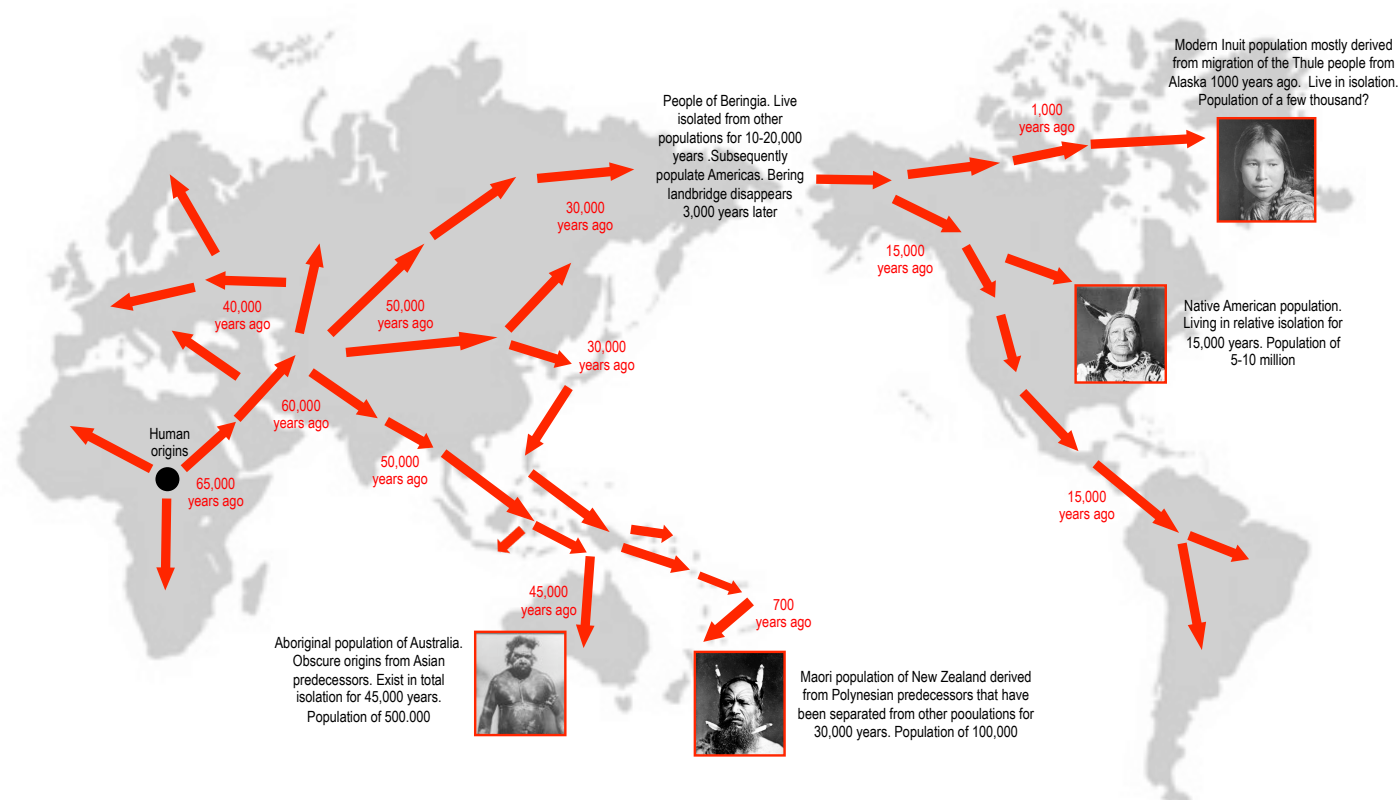 Modern Inuit population mostly derived
from migration of the Thule people from
Alaska 1000 years ago. Live in isolation.
Population of a few thousand?
1,000
years ago
People of Beringia. Live
isolated from other
populations for 10-20,000
years .Subsequently
populate Americas. Bering
landbridge disappears
3,000 years later
30,000
years ago
15,000
years ago
40,000
years ago
50,000
years ago
Native American population.
Living in relative isolation for
15,000 years. Population of
5-10 million
30,000
years ago
60,000
years ago
Human
origins
65,000
years ago
50,000
years ago
15,000
years ago
45,000
years ago
700
years ago
Aboriginal population of Australia.
Obscure origins from Asian
predecessors. Exist in total
isolation for 45,000 years.
Population of 500.000
Maori population of New Zealand derived
from Polynesian predecessors that have
been separated from other pooulations for
30,000 years. Population of 100,000